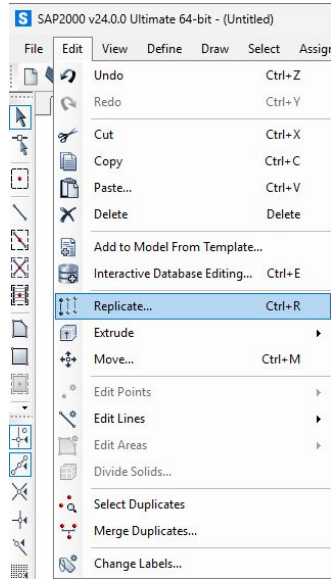 S SAP2000 v24.0.0 Ultimate 64-bit - (Untitled)
File Edit View Define Draw Select Assign
Undo Ctrl+Z
Redo Ctrl+Y
Cut Ctrl+X
Copy Ctrl+C
Paste... Ctrl+V
Delete Delete
Add to Model From Template...
Interactive Database Editing... Ctrl+E
Replicate... Ctrl+R
Extrude
Move... Ctrl+M
Edit Points
Edit Lines
Edit Areas
Divide Solids...
Select Duplicates
Merge Duplicates...
Change Labels...